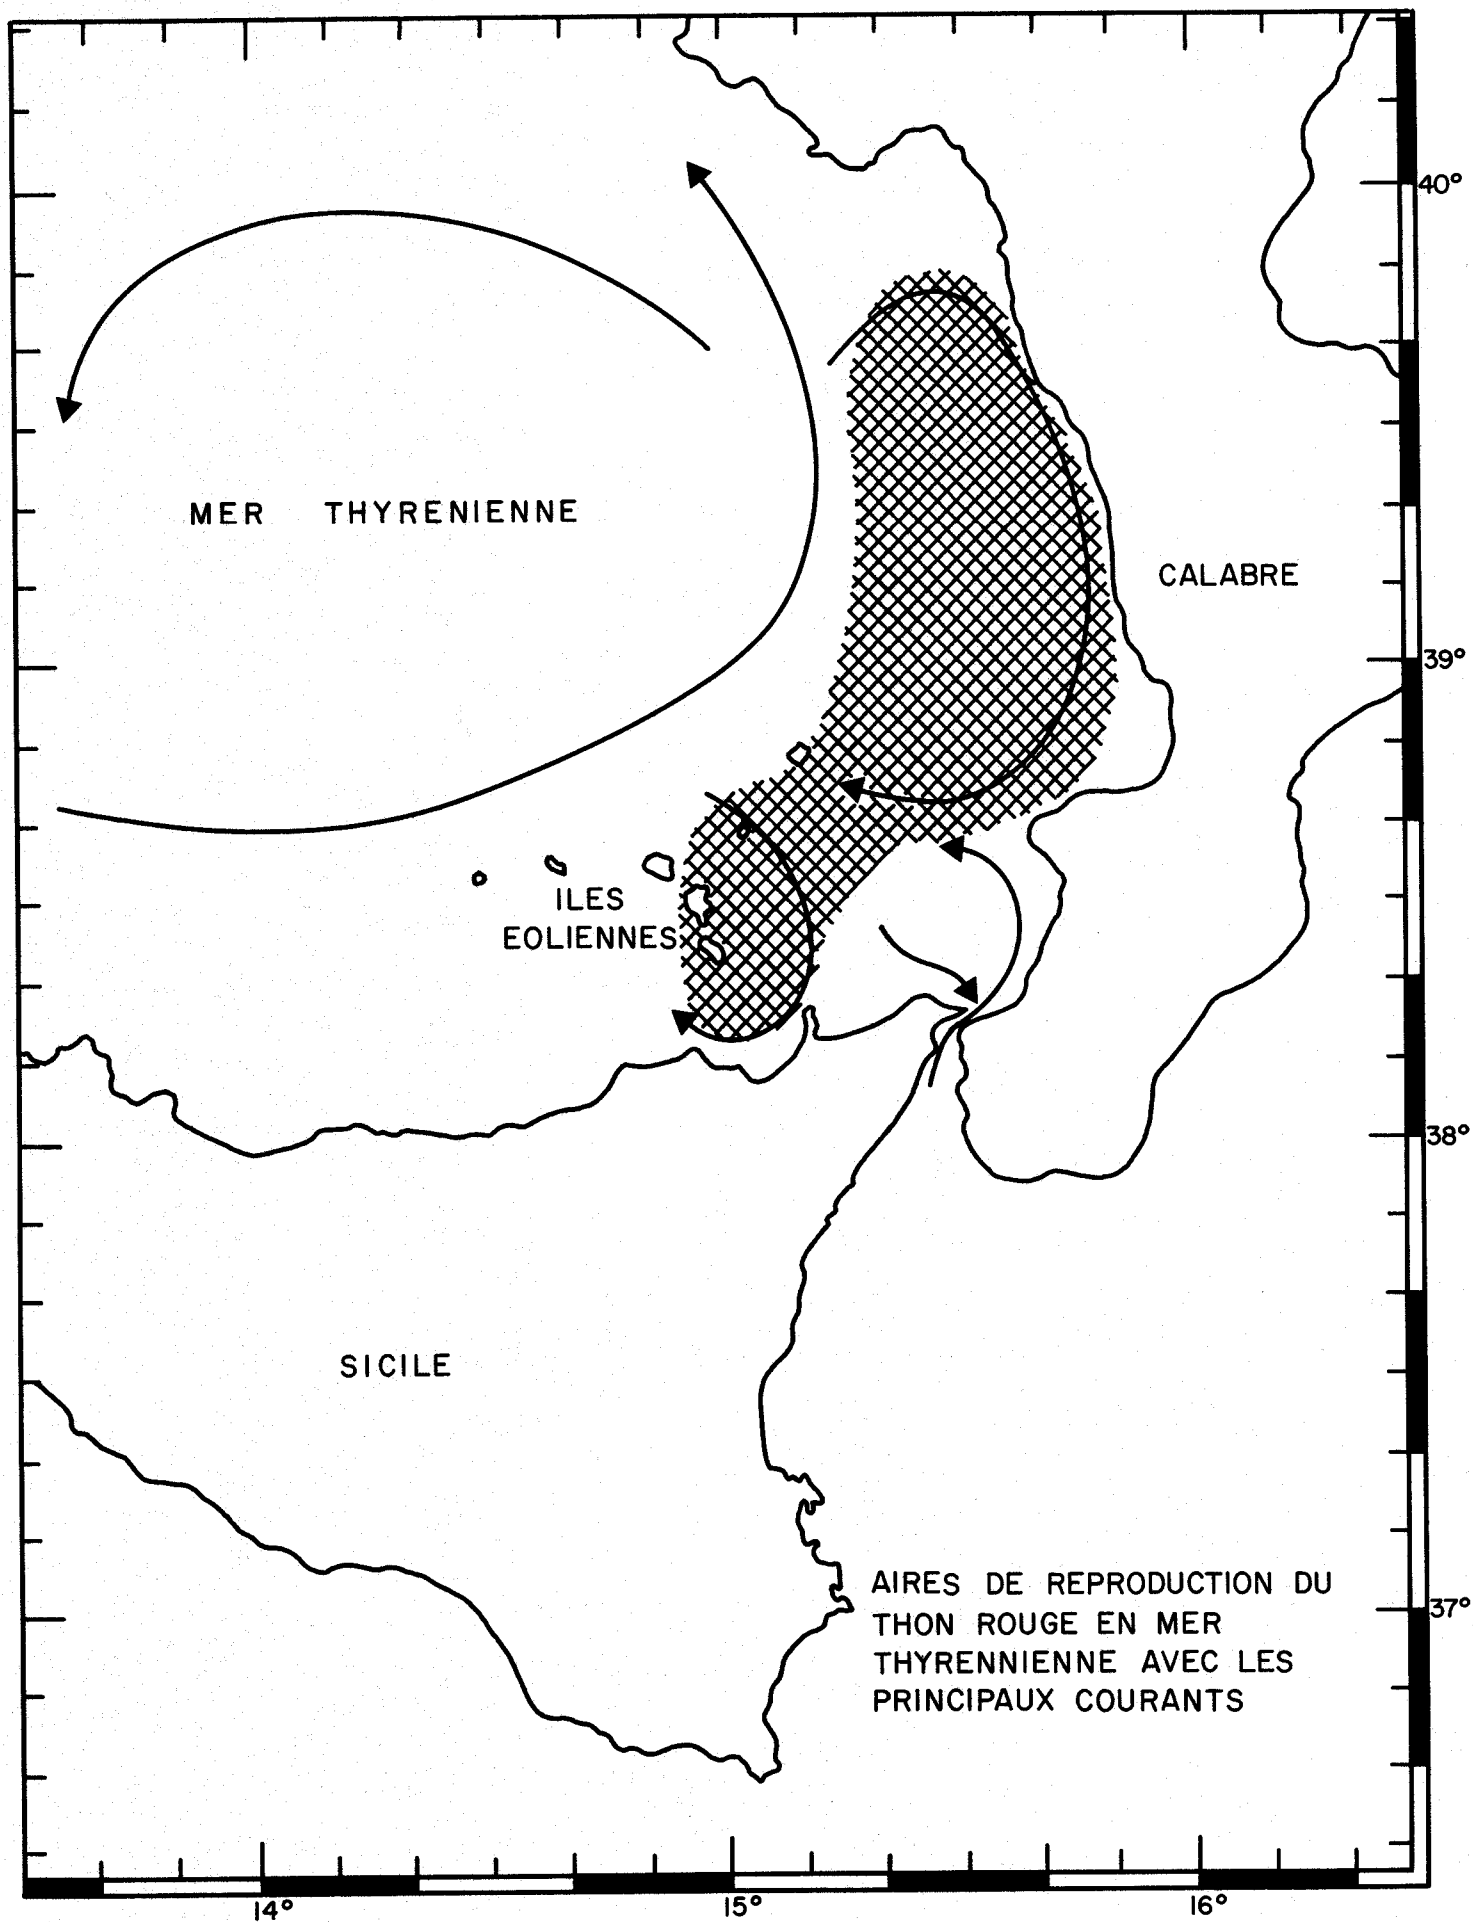 40°
MER THYRENIENNE
CALABRE
39°
ILES
EOLIENNES
38°
SICILE
AIRES DE REPRODUCTION DU
THON ROUGE EN MER
THYRENNIENNE AVEC LES
PRINCIPAUX COURANTS
37°
14°
15°
16°